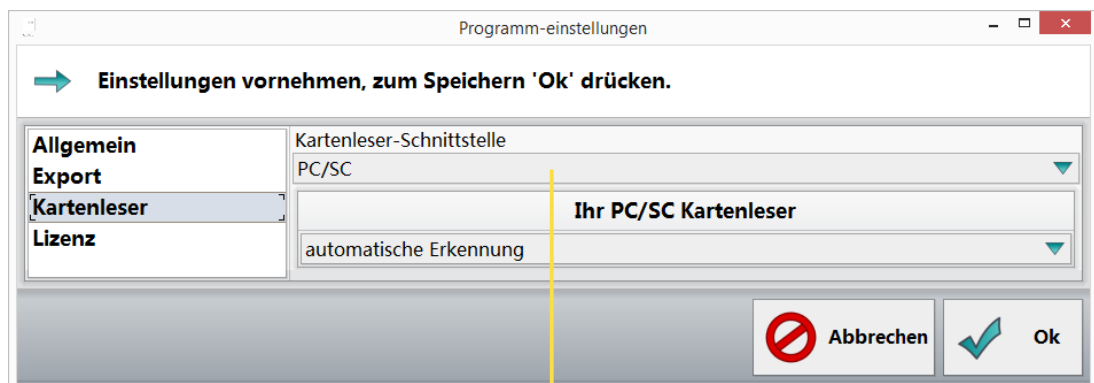 Programm-einstellungen
Einstellungen vornehmen, zum Speichern 'Ok' drücken.
Allgemein
Export
Kartenleser
Lizenz
Kartenleser-Schnittstelle
PC/SC
Ihr PC/SC Kartenleser
automatische Erkennung
Abbrechen
Ok